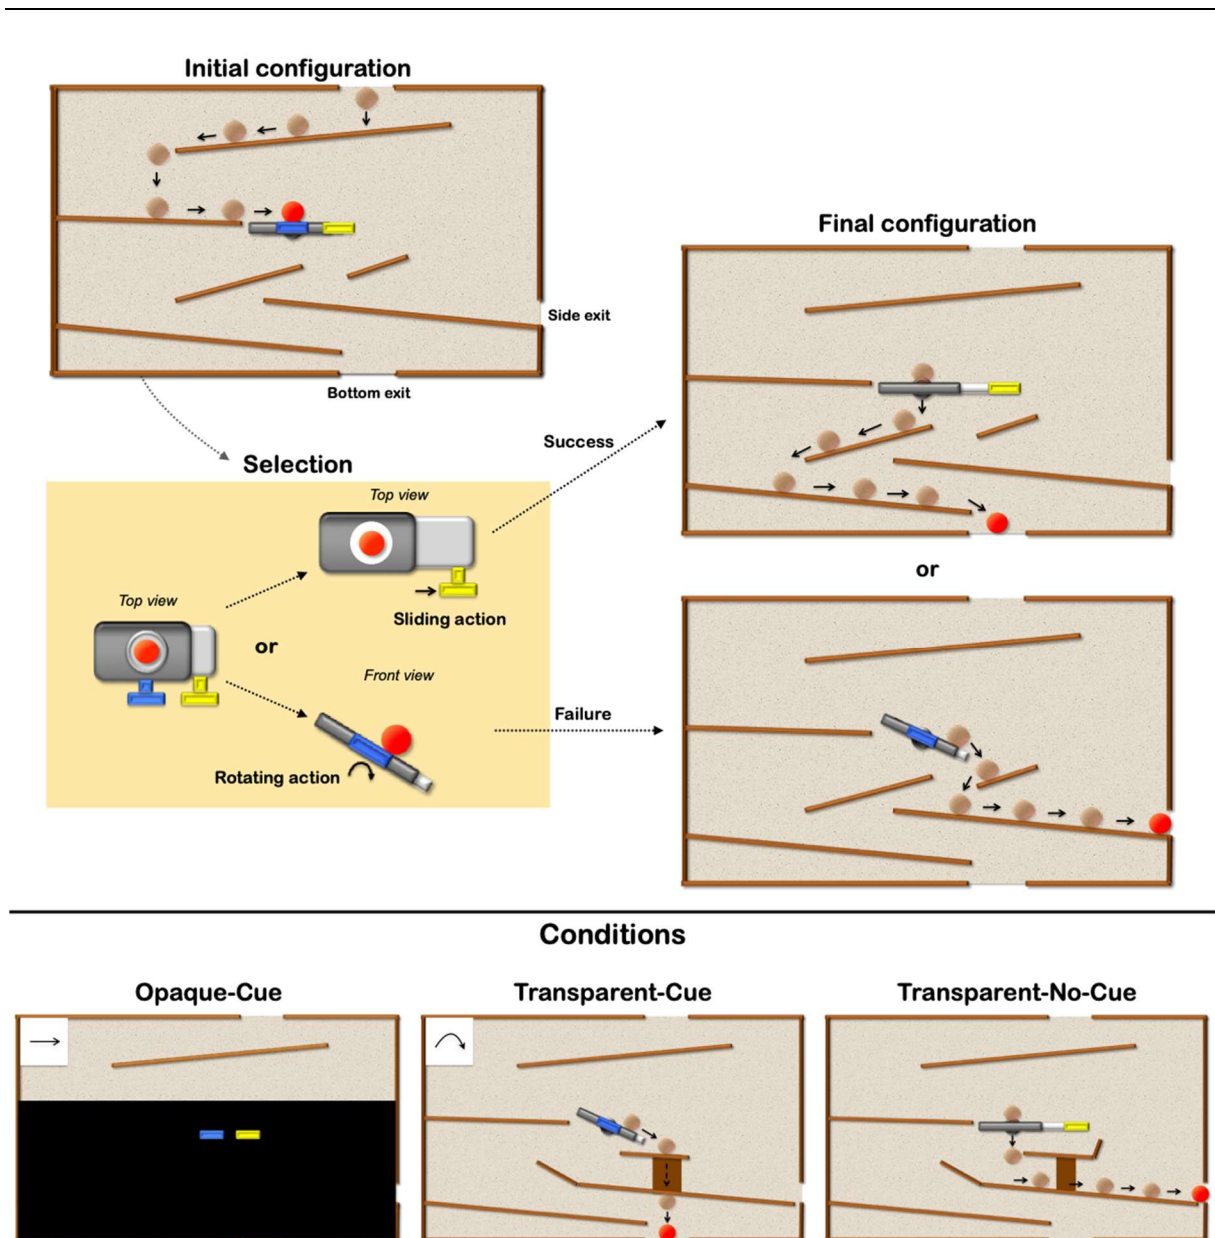 Initial configuration
Side exit
Bottom exit
Final configuration
Success
Selection
Top view
Top view
Sliding action
or
or
Front view
Failure
Rotating action
Conditions
Opaque-Cue
Transparent-Cue
Transparent-No-Cue